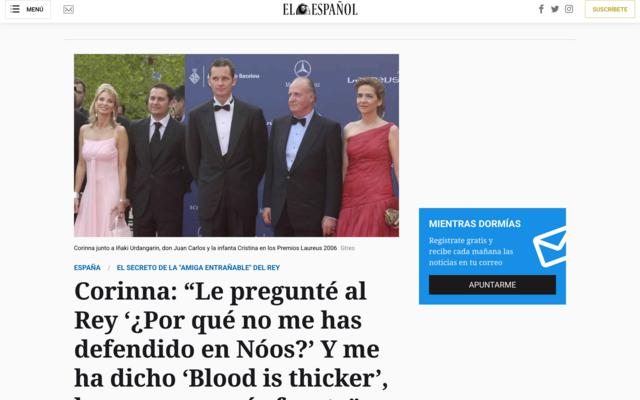 MENÚ
EL ESPAÑOL
SUSCRÍBETE
Barcelona
LAUREUS
Corinna junto a Iñaki Urdangarin, don Juan Carlos y la infanta Cristina en los Premios Laureus 2006 Gtres
ESPAÑA / EL SECRETO DE LA "AMIGA ENTRAÑABLE" DEL REY
Corinna: “Le pregunté al
Rey ‘¿Por qué no me has
defendido en Nóos?’ Y me
ha dicho ‘Blood is thicker’,
MIENTRAS DORMÍAS
Regístrate gratis y
recibe cada mañana las
noticias en tu correo
APUNTARME